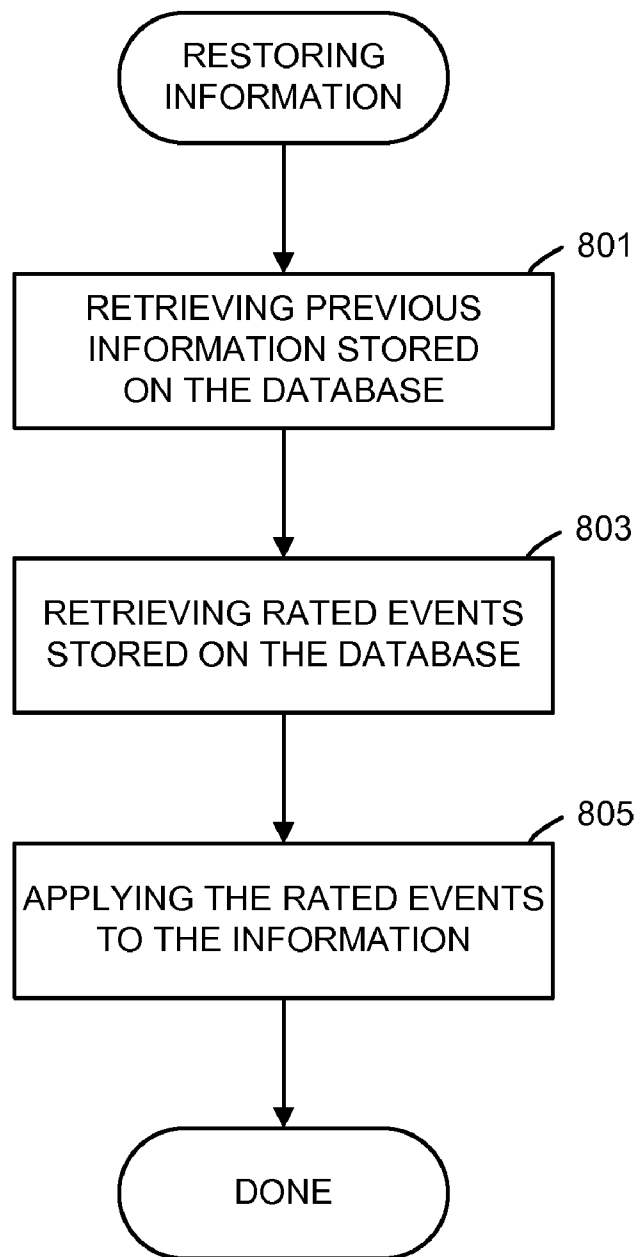 RESTORING
INFORMATION
801
RETRIEVING PREVIOUS
INFORMATION STORED
ON THE DATABASE
803
RETRIEVING RATED EVENTS
STORED ON THE DATABASE
805
APPLYING THE RATED EVENTS
TO THE INFORMATION
DONE